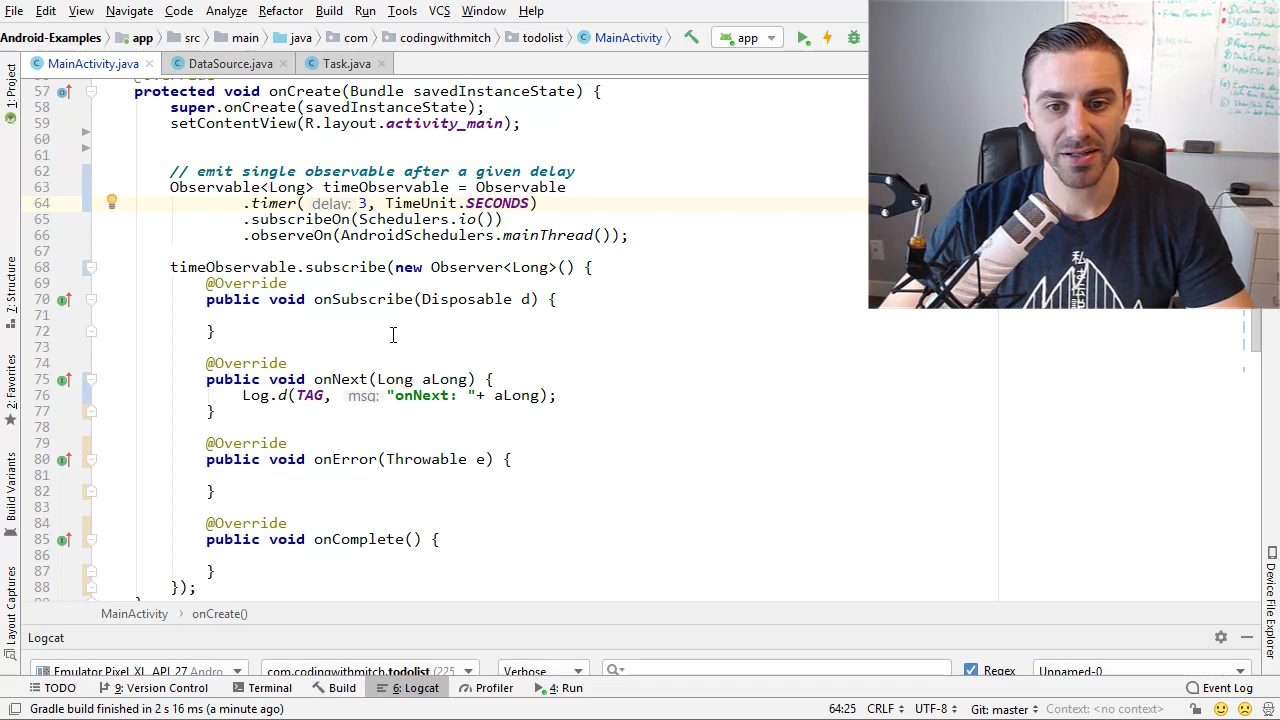 File Edit View Navigate Code Analyze Refactor Build Run Tools VCS Window Help
Android-Examples app src main java com codingwithmitch todolist MainActivity app
MainActivity.java DataSource.java Task.java
57 protected void onCreate(Bundle savedInstanceState) {
58 super.onCreate(savedInstanceState);
59 setContentView(R.layout.activity_main);
60
61
62 // emit single observable after a given delay
63 Observable<Long> timeObservable = Observable
64 .timer( delay: 3, TimeUnit.SECONDS)
65 .subscribeOn(Schedulers.io())
66 .observeOn(AndroidSchedulers.mainThread());
67
68 timeObservable.subscribe(new Observer<Long>() {
69 @Override
70 public void onSubscribe(Disposable d) {
71
72 }
73
74 @Override
75 public void onNext(Long aLong) {
76 Log.d(TAG, msg: "onNext: "+ aLong);
77 }
78
79 @Override
80 public void onError(Throwable e) {
81
82 }
83
84 @Override
85 public void onComplete() {
86
87 }
88 });
MainActivity onCreate()
Logcat
Emulator Pixel_XL_API_27 Andro com.codingwithmitch.todolist (225 Verbose Regex Unnamed-0
TODO 9: Version Control Terminal Build 6: Logcat Profiler 4: Run Event Log
Gradle build finished in 2 s 16 ms (a minute ago) 64:25 CRLF UTF-8 Git: master Context: <no context>
1: Project
Z: Structure
2: Favorites
Build Variants
Layout Captures
Device File Explorer